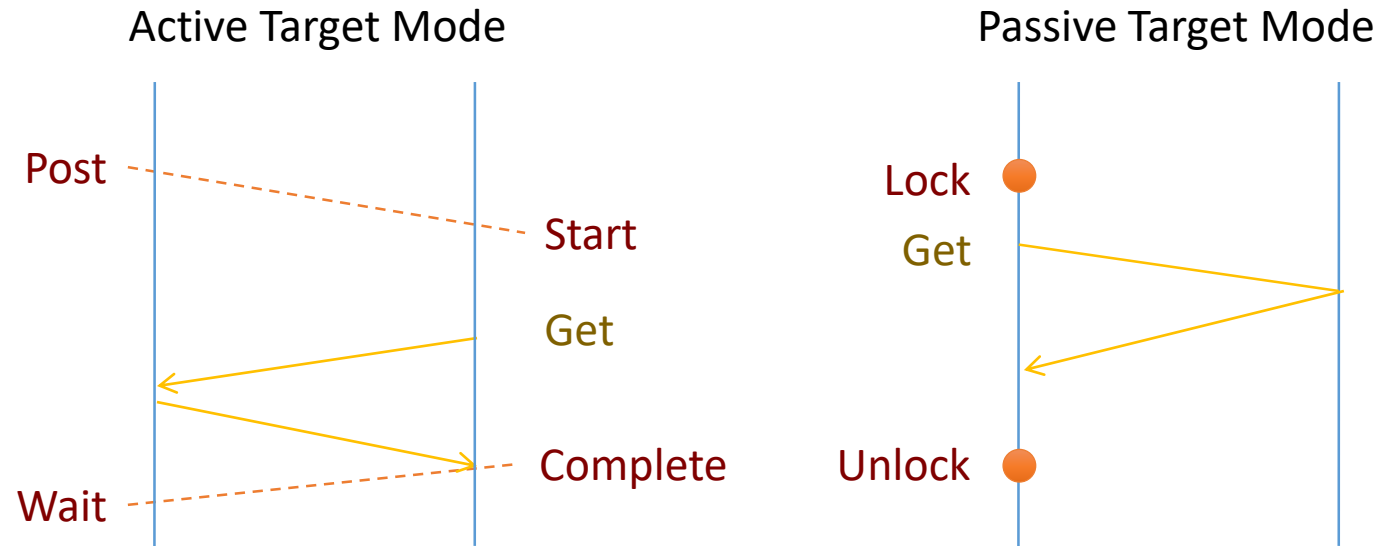 Active Target Mode
Passive Target Mode
Post
Start
Get
Complete
Wait
Lock
Get
Unlock